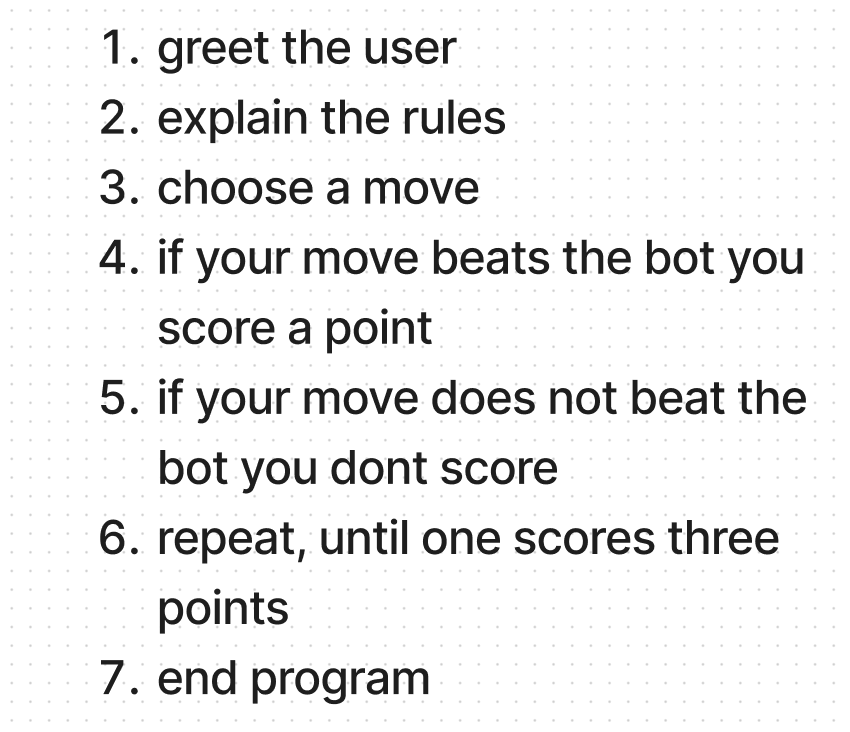 1. greet the user
2. explain the rules
3. choose a move
4. if your move beats the bot you
score a point
5. if your move does not beat the
bot you dont score
6. repeat, until one scores three
points
7. end program